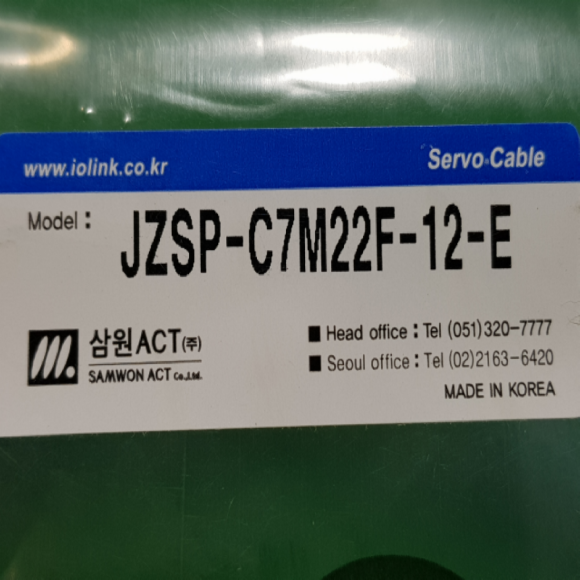 www.iolink.co.kr
Servo-Cable
Model : JZSP-C7M22F-12-E
삼원ACT(주)
SAMWON ACT Co.,Ltd.
■ Head office : Tel (051)320-7777
■ Seoul office : Tel (02)2163-6420
MADE IN KOREA